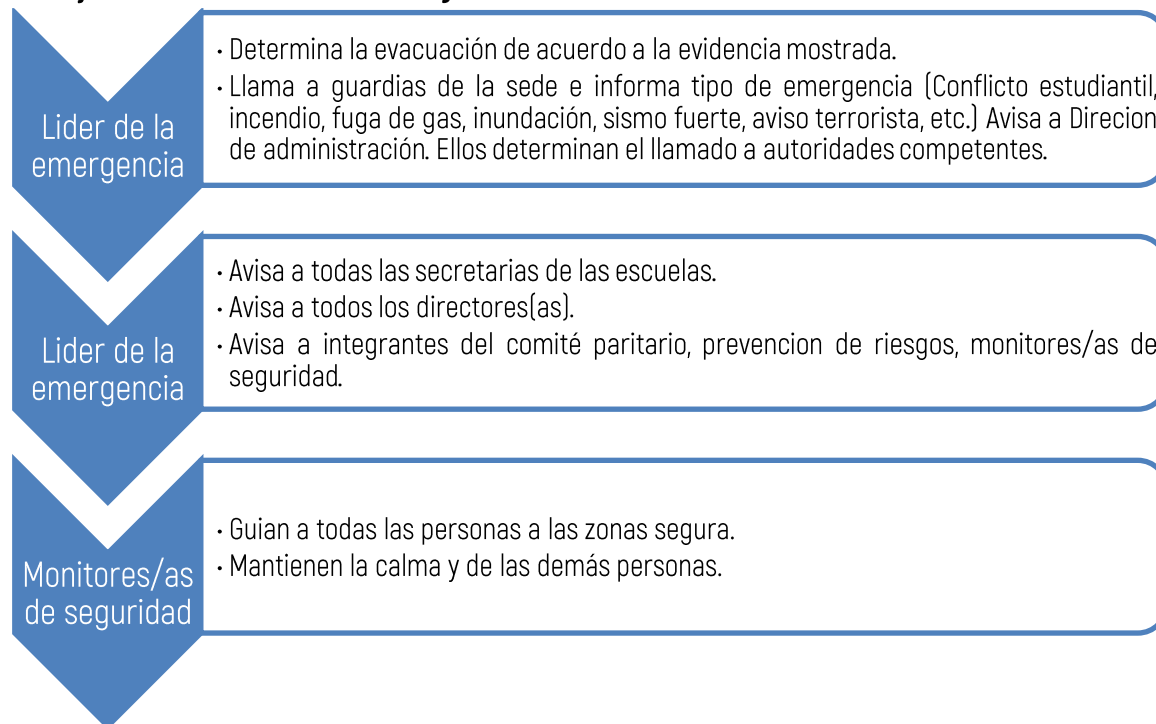 Lider de la
emergencia
· Determina la evacuación de acuerdo a la evidencia mostrada.
· Llama a guardias de la sede e informa tipo de emergencia (Conflicto estudiantil,
incendio, fuga de gas, inundación, sismo fuerte, aviso terrorista, etc.) Avisa a Direcion
de administración. Ellos determinan el llamado a autoridades competentes.
Lider de la
emergencia
· Avisa a todas las secretarias de las escuelas.
· Avisa a todos los directores(as).
· Avisa a integrantes del comité paritario, prevencion de riesgos, monitores/as de
seguridad.
Monitores/as
de seguridad
· Guian a todas las personas a las zonas segura.
· Mantienen la calma y de las demás personas.